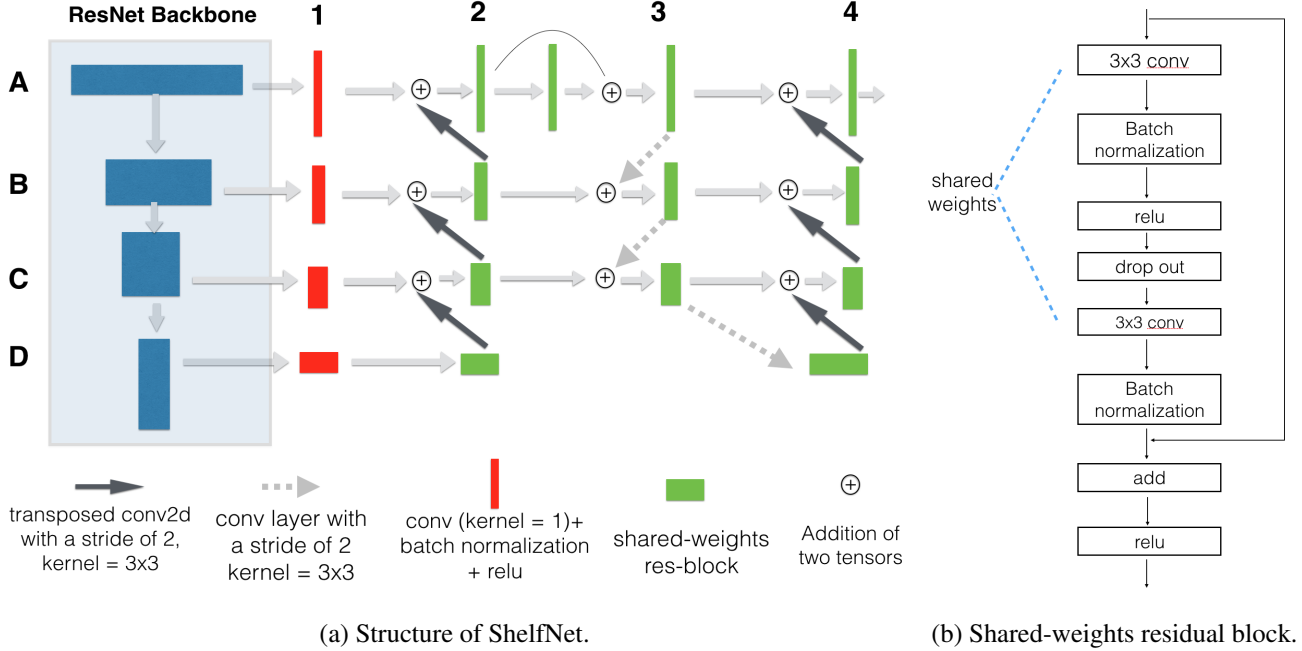 ResNet Backbone
1
2
3
4
A
B
C
D
transposed conv2d
with a stride of 2,
kernel = 3x3
conv layer with
a stride of 2
kernel = 3x3
conv (kernel = 1)+
batch normalization
+ relu
shared-weights
res-block
Addition of
two tensors
(a) Structure of ShelfNet.
shared
weights
3x3 conv
Batch
normalization
relu
drop out
3x3 conv
Batch
normalization
add
relu
(b) Shared-weights residual block.